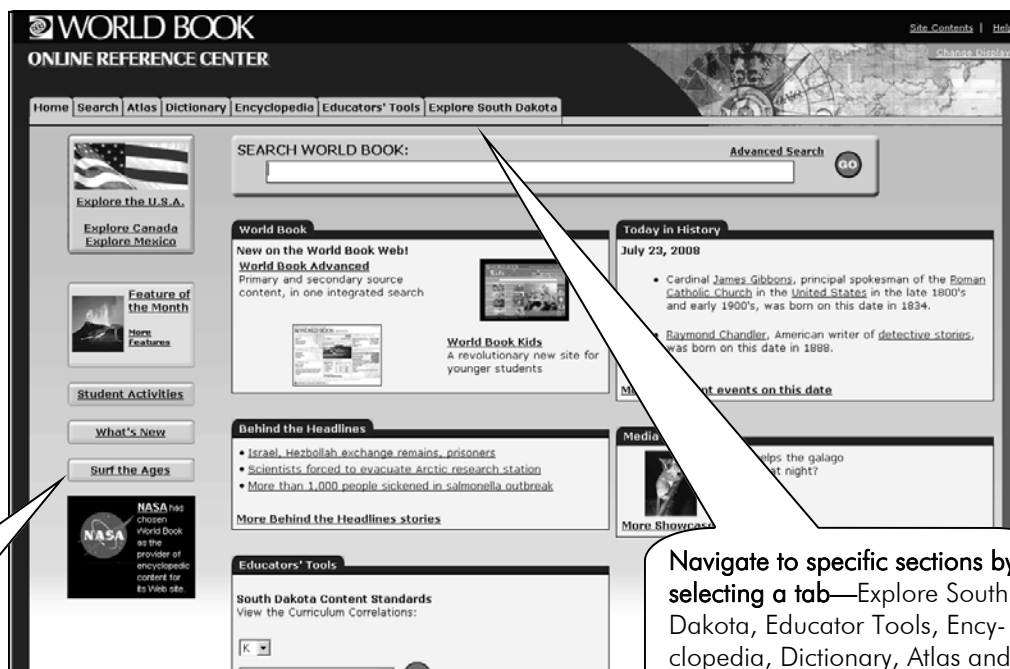 WORLD BOOK
Site Contents | Help
ONLINE REFERENCE CENTER
Change Display
Home Search Atlas Dictionary Encyclopedia Educators' Tools Explore South Dakota
SEARCH WORLD BOOK:
Advanced Search
GO
Explore the U.S.A.
Explore Canada
Explore Mexico
Feature of
the Month
More
Features
Student Activities
What's New
Surf the Ages
NASA
NASA has
chosen
World Book
as the
provider of
encyclopedic
content for
its Web site.
World Book
New on the World Book Web!
World Book Advanced
Primary and secondary source
content, in one integrated search
World Book Kids
A revolutionary new site for
younger students
Today in History
July 23, 2008
• Cardinal James Gibbons, principal spokesman of the Roman
Catholic Church in the United States in the late 1800's
and early 1900's, was born on this date in 1834.
• Raymond Chandler, American writer of detective stories,
was born on this date in 1888.
events on this date
Behind the Headlines
• Israel, Hezbollah exchange remains, prisoners
• Scientists forced to evacuate Arctic research station
• More than 1,000 people sickened in salmonella outbreak
More Behind the Headlines stories
Media
the galago
at night?
More
Educators' Tools
South Dakota Content Standards
View the Curriculum Correlations:
K
Navigate to specific sections by
selecting a tab—Explore South
Dakota, Educator Tools, Ency-
clopedia, Dictionary, Atlas and